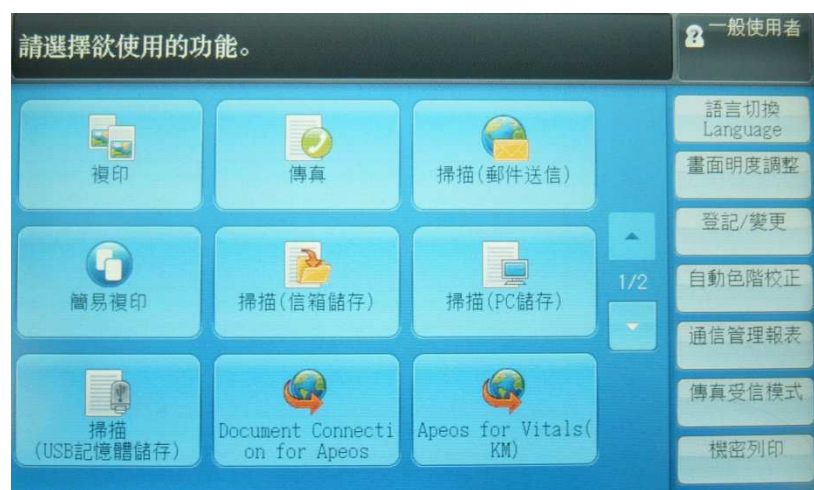 請選擇欲使用的功能。
一般使用者
複印
傳真
掃描(郵件送信)
簡易複印
掃描(信箱儲存)
掃描(PC儲存)
掃描
(USB記憶體儲存)
Document Connecti
on for Apeos
Apeos for Vitals(
KM)
1/2
語言切換
Language
畫面明度調整
登記/變更
自動色階校正
通信管理報表
傳真受信模式
機密列印